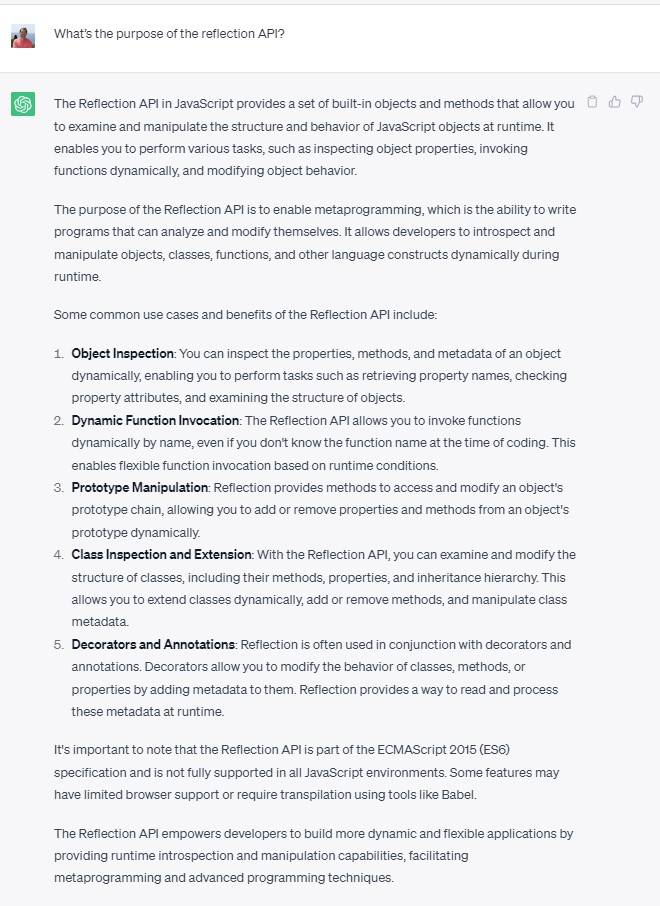 What's the purpose of the reflection API?
The Reflection API in JavaScript provides a set of built-in objects and methods that allow you
to examine and manipulate the structure and behavior of JavaScript objects at runtime. It
enables you to perform various tasks, such as inspecting object properties, invoking
functions dynamically, and modifying object behavior.
The purpose of the Reflection API is to enable metaprogramming, which is the ability to write
programs that can analyze and modify themselves. It allows developers to introspect and
manipulate objects, classes, functions, and other language constructs dynamically during
runtime.
Some common use cases and benefits of the Reflection API include:
1. Object Inspection: You can inspect the properties, methods, and metadata of an object
dynamically, enabling you to perform tasks such as retrieving property names, checking
property attributes, and examining the structure of objects.
2. Dynamic Function Invocation: The Reflection API allows you to invoke functions
dynamically by name, even if you don't know the function name at the time of coding. This
enables flexible function invocation based on runtime conditions.
3. Prototype Manipulation: Reflection provides methods to access and modify an object's
prototype chain, allowing you to add or remove properties and methods from an object's
prototype dynamically.
4. Class Inspection and Extension: With the Reflection API, you can examine and modify the
structure of classes, including their methods, properties, and inheritance hierarchy. This
allows you to extend classes dynamically, add or remove methods, and manipulate class
metadata.
5. Decorators and Annotations: Reflection is often used in conjunction with decorators and
annotations. Decorators allow you to modify the behavior of classes, methods, or
properties by adding metadata to them. Reflection provides a way to read and process
these metadata at runtime.
It's important to note that the Reflection API is part of the ECMAScript 2015 (ES6)
specification and is not fully supported in all JavaScript environments. Some features may
have limited browser support or require transpilation using tools like Babel.
The Reflection API empowers developers to build more dynamic and flexible applications by
providing runtime introspection and manipulation capabilities, facilitating
metaprogramming and advanced programming techniques.